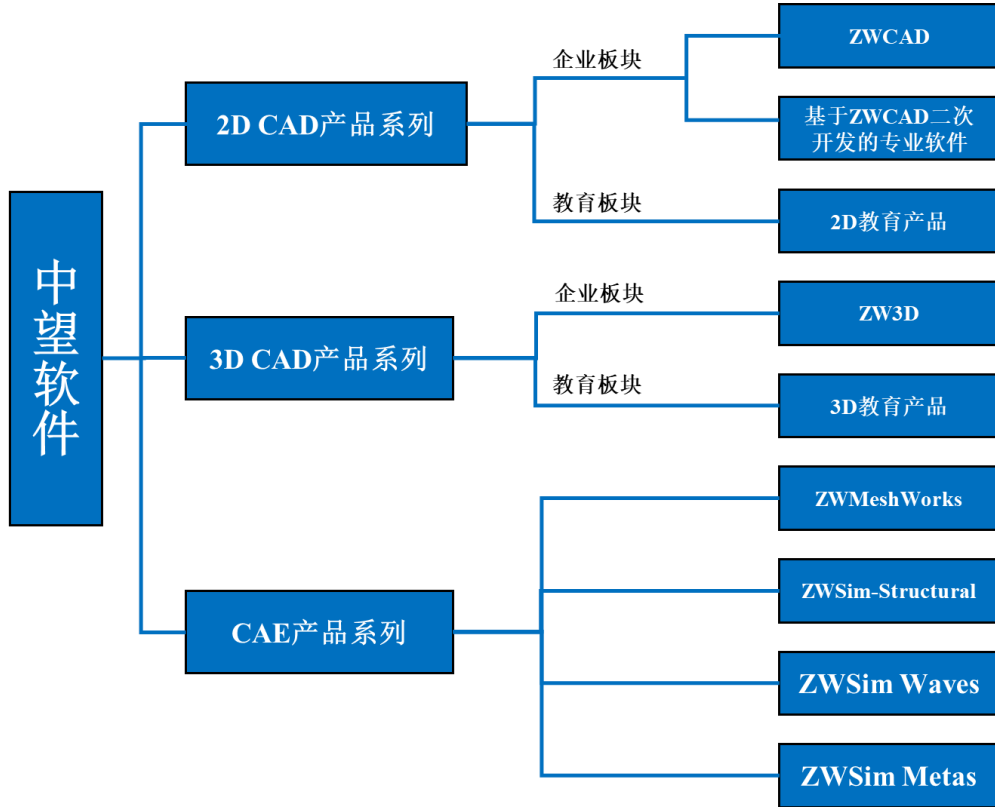 中望软件
2D CAD产品系列
企业板块
ZWCAD
基于ZWCAD二次
开发的专业软件
教育板块
2D教育产品
3D CAD产品系列
企业板块
ZW3D
教育板块
3D教育产品
CAE产品系列
ZWMeshWorks
ZWSim-Structural
ZWSim Waves
ZWSim Metas